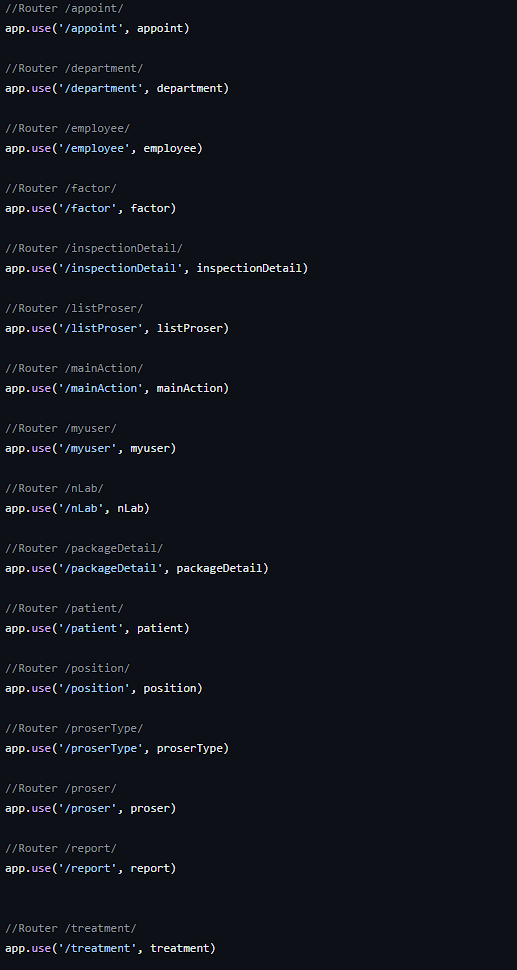 //Router /appoint/
app.use('/appoint', appoint)
//Router /department/
app.use('/department', department)
//Router /employee/
app.use('/employee', employee)
//Router /factor/
app.use('/factor', factor)
//Router /inspectionDetail/
app.use('/inspectionDetail', inspectionDetail)
//Router /listProser/
app.use('/listProser', listProser)
//Router /mainAction/
app.use('/mainAction', mainAction)
//Router /myuser/
app.use('/myuser', myuser)
//Router /nLab/
app.use('/nLab', nLab)
//Router /packageDetail/
app.use('/packageDetail', packageDetail)
//Router /patient/
app.use('/patient', patient)
//Router /position/
app.use('/position', position)
//Router /proserType/
app.use('/proserType', proserType)
//Router /proser/
app.use('/proser', proser)
//Router /report/
app.use('/report', report)
//Router /treatment/
app.use('/treatment', treatment)